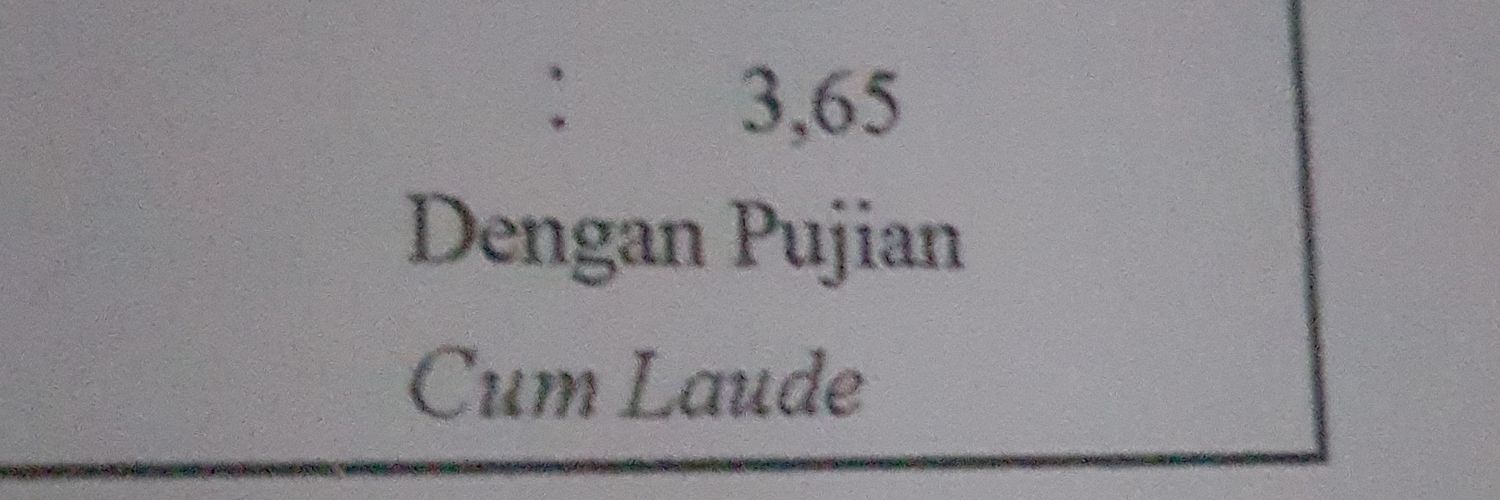 : 3,65
Dengan Pujian
Cum Laude